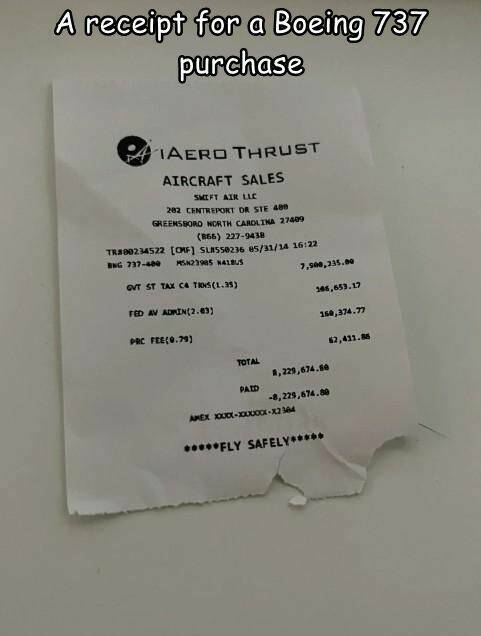 A receipt for a Boeing 737
purchase
iAERO THRUST
AIRCRAFT SALES
SWIFT AIR LLC
202 CENTREPORT DR STE 400
GREENSBORO NORTH CAROLINA 27409
(866) 227-9438
TR#00234522 [CMF] SLR550236 05/31/14 16:22
BNG 737-400 MSN23985 N418US
7,900,235.00
GVT ST TAX C4 TRNS(1.35)
106,653.17
FED AV ADMIN(2.03)
160,374.77
PRC FEE(0.79)
62,411.86
TOTAL
8,229,674.80
PAID
-8,229,674.80
AMEX XXXX-XXXXXX-X2304
*****FLY SAFELY*****